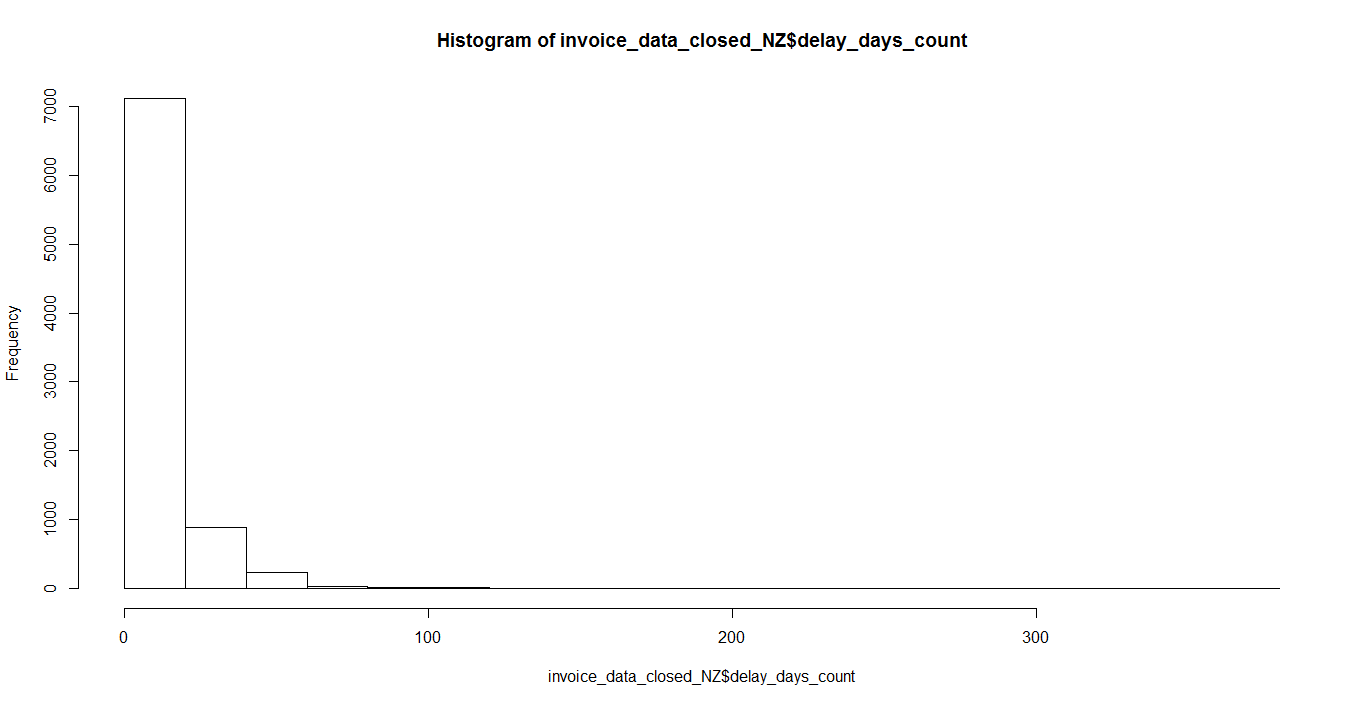 Histogram of invoice_data_closed_NZ$delay_days_count
Frequency
7000
6000
5000
4000
3000
2000
1000
0
0 100 200 300
invoice_data_closed_NZ$delay_days_count